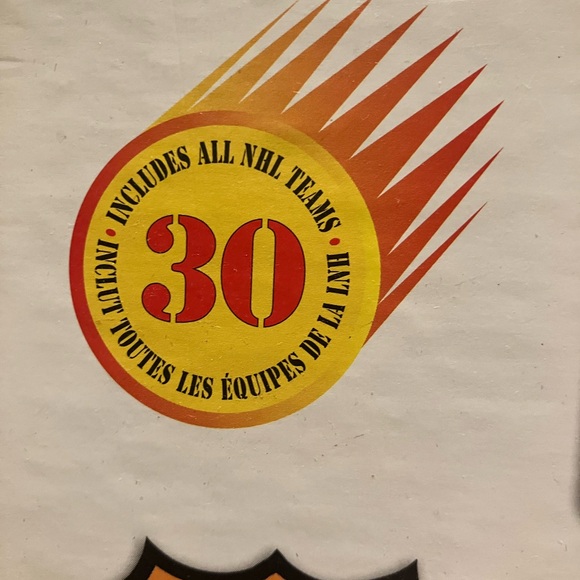 • INCLUDES ALL NHL TEAMS •
30
INCLUT TOUTES LES ÉQUIPES DE LA LNH